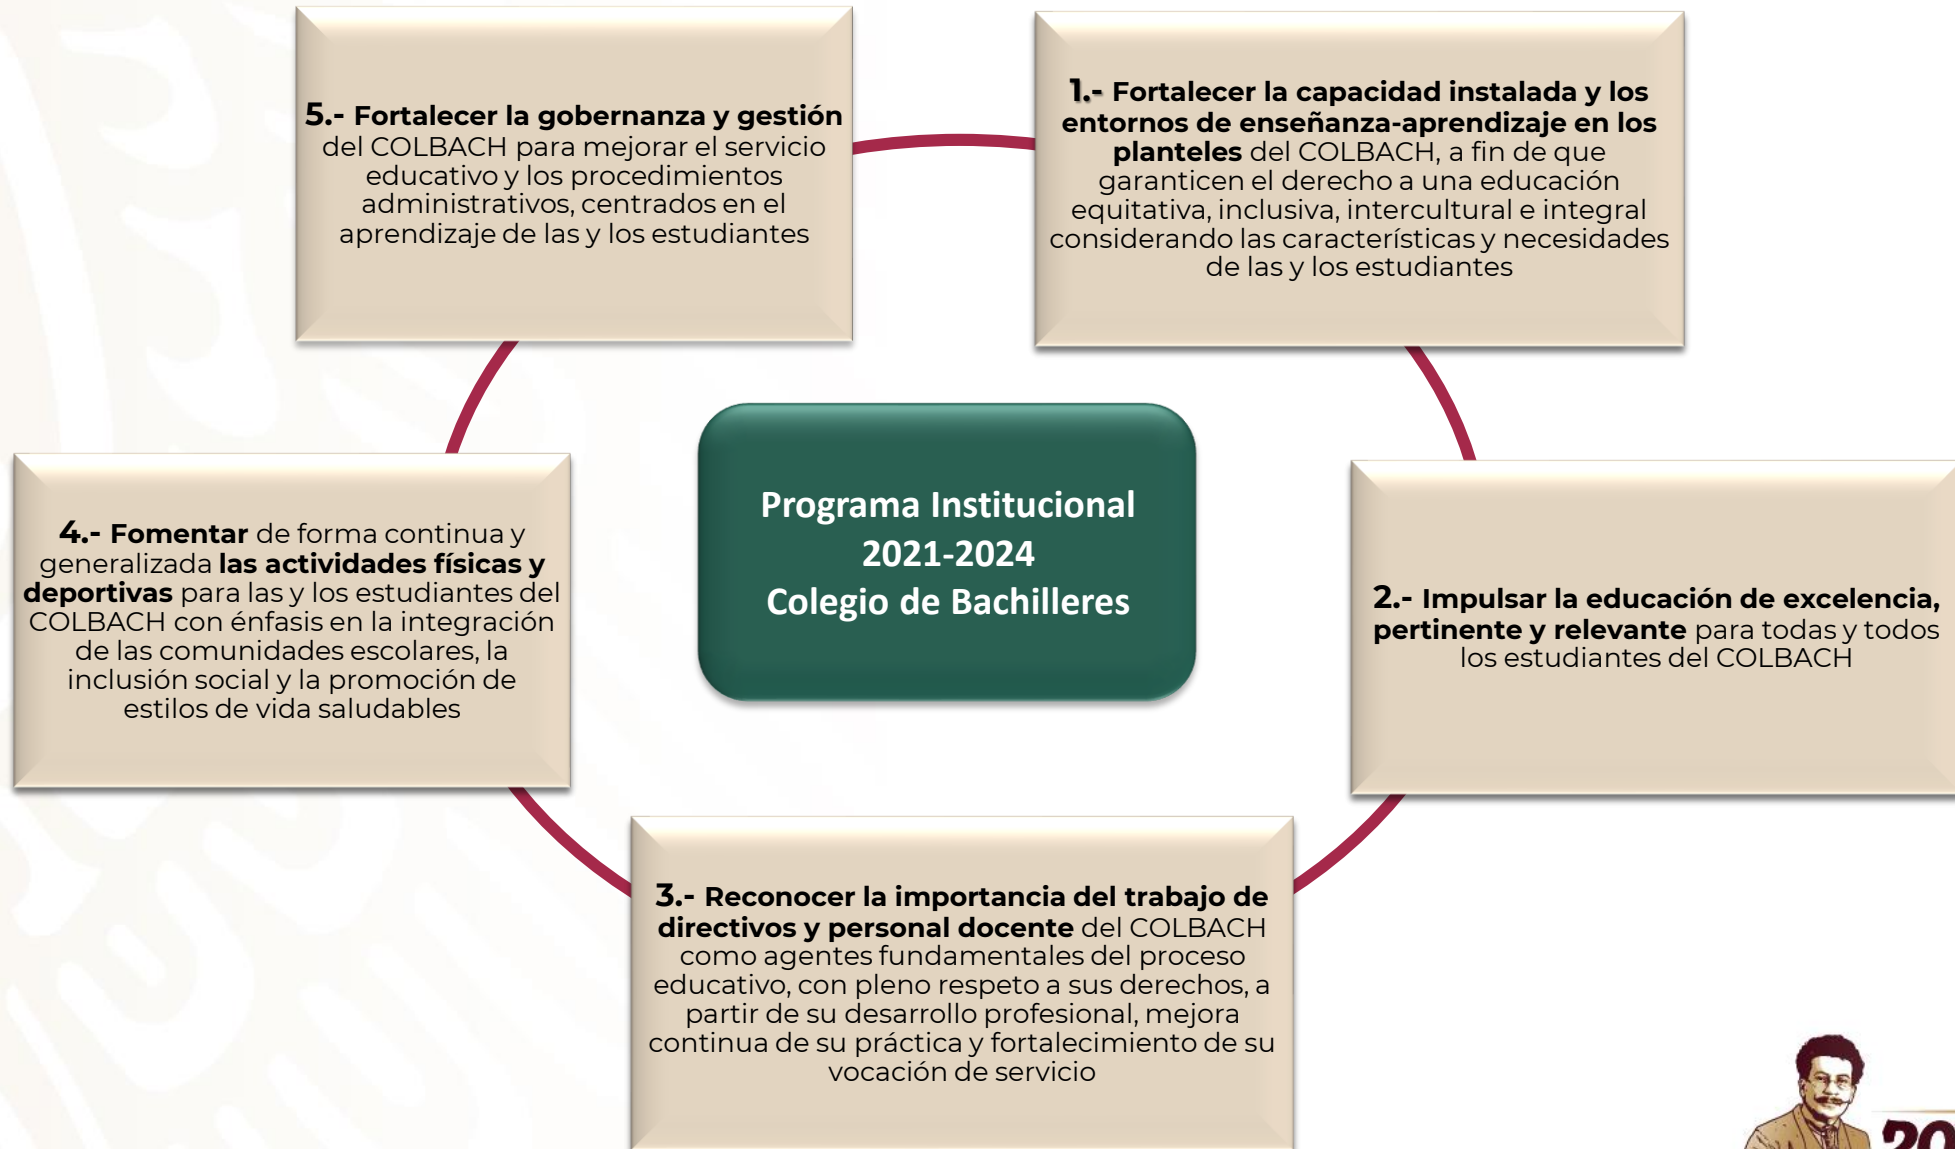 1.- Fortalecer la capacidad instalada y los
entornos de enseñanza-aprendizaje en los
planteles del COLBACH, a fin de que
garanticen el derecho a una educación
equitativa, inclusiva, intercultural e integral
considerando las características y necesidades
de las y los estudiantes
2.- Impulsar la educación de excelencia,
pertinente y relevante para todas y todos
los estudiantes del COLBACH
3.- Reconocer la importancia del trabajo de
directivos y personal docente del COLBACH
como agentes fundamentales del proceso
educativo, con pleno respeto a sus derechos, a
partir de su desarrollo profesional, mejora
continua de su práctica y fortalecimiento de su
vocación de servicio
4.- Fomentar de forma continua y
generalizada las actividades físicas y
deportivas para las y los estudiantes del
COLBACH con énfasis en la integración
de las comunidades escolares, la
inclusión social y la promoción de
estilos de vida saludables
5.- Fortalecer la gobernanza y gestión
del COLBACH para mejorar el servicio
educativo y los procedimientos
administrativos, centrados en el
aprendizaje de las y los estudiantes
Programa Institucional
2021-2024
Colegio de Bachilleres